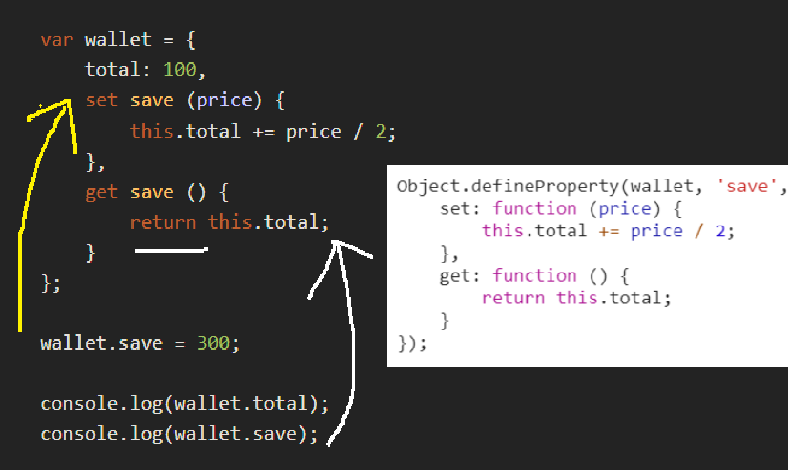 var wallet = {
    total: 100,
    set save (price) {
        this.total += price / 2;
    },
    get save () {
        return this.total;
    }
};
wallet.save = 300;
console.log(wallet.total);
console.log(wallet.save);
Object.defineProperty(wallet, 'save',
    set: function (price) {
        this.total += price / 2;
    },
    get: function () {
        return this.total;
    }
});